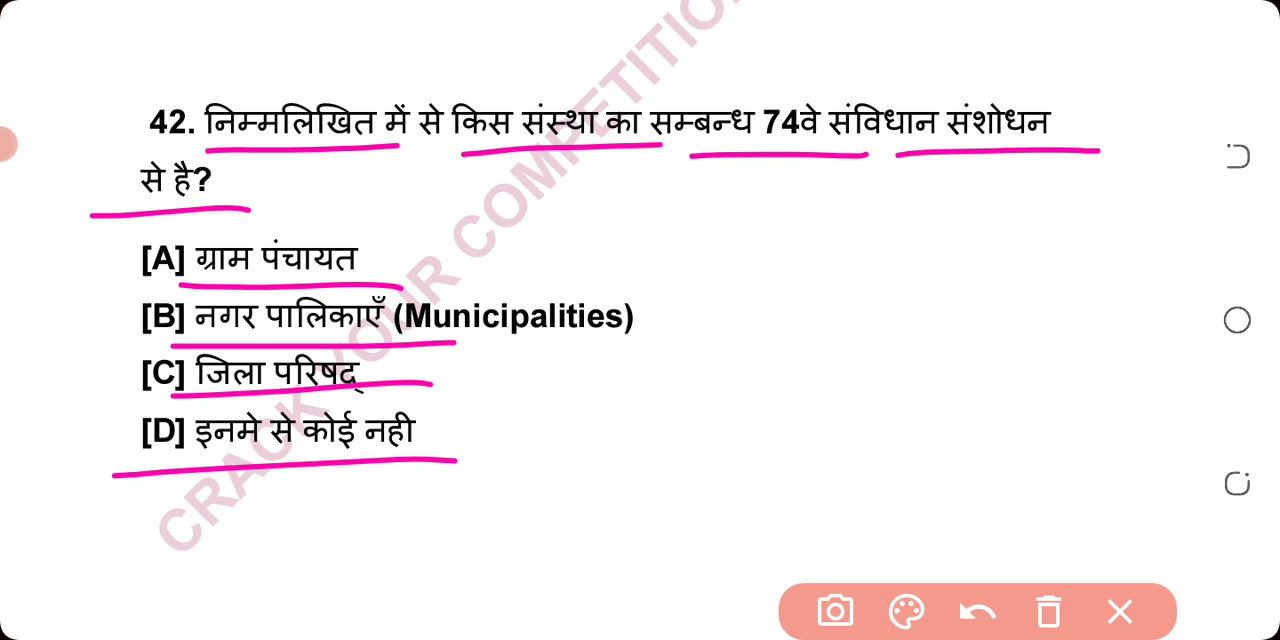 42. निम्मलिखित में से किस संस्था का सम्बन्ध 74वे संविधान संशोधन
से है?
[A] ग्राम पंचायत
[B] नगर पालिकाएँ (Municipalities)
[C] जिला परिषद्
[D] इनमे से कोई नही
CRACK YOUR COMPETITION